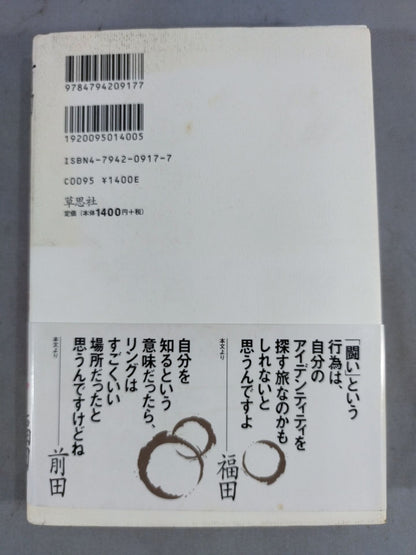 9784794209177
1920095014005
ISBN4-7942-0917-7
C0095 ¥1400E
草思社
定価(本体1400円+税)
「闘い」という
行為は、
自分の
アイデンティティを
探す旅なのかも
しれないと
思うんですよ
本文より
福田
自分を
知るという
意味だったら、
リングは
すごくいい
場所だったと
思うんですけどね
本文より
前田